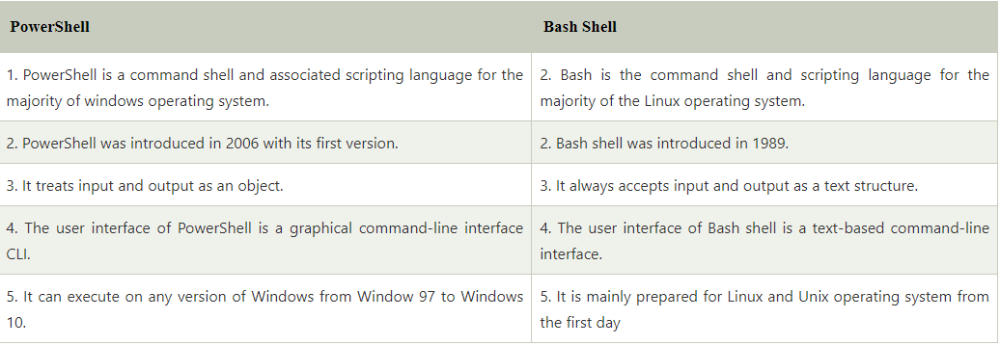 PowerShell
Bash Shell
1. PowerShell is a command shell and associated scripting language for the
majority of windows operating system.
2. Bash is the command shell and scripting language for the
majority of the Linux operating system.
2. PowerShell was introduced in 2006 with its first version.
2. Bash shell was introduced in 1989.
3. It treats input and output as an object.
3. It always accepts input and output as a text structure.
4. The user interface of PowerShell is a graphical command-line interface
CLI.
4. The user interface of Bash shell is a text-based command-line
interface.
5. It can execute on any version of Windows from Window 97 to Windows
10.
5. It is mainly prepared for Linux and Unix operating system from
the first day